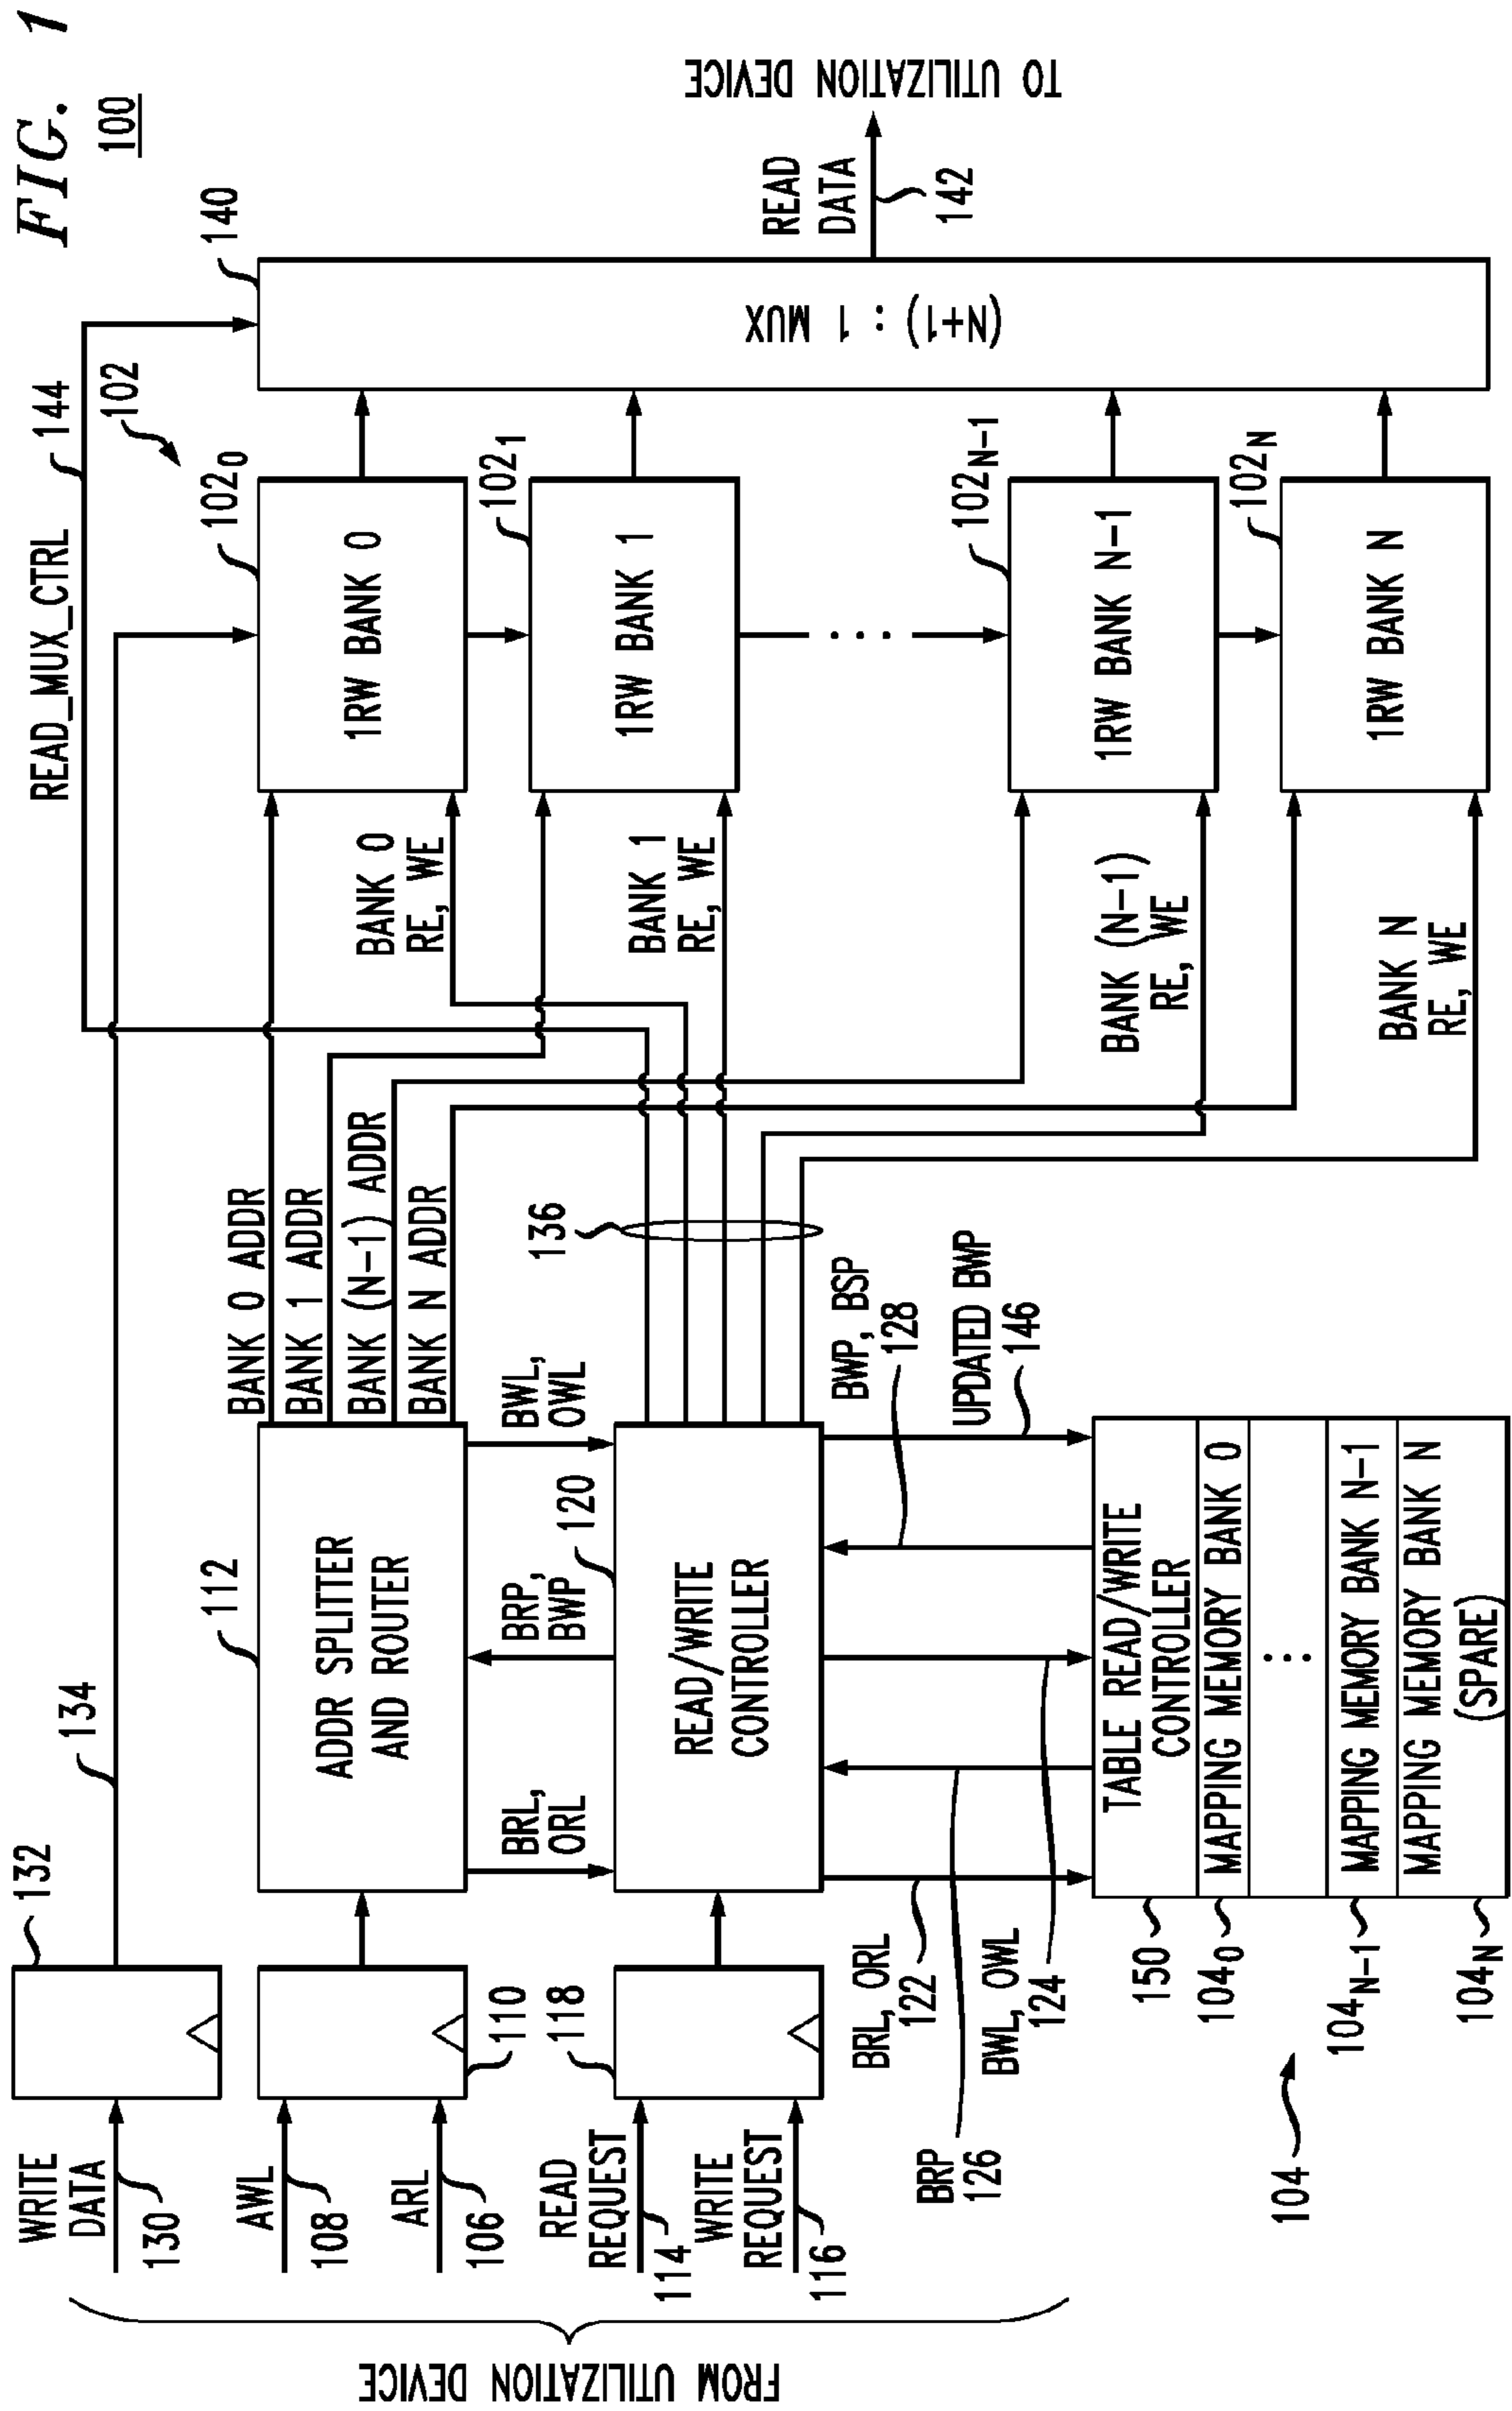 FIG. 1
100
WRITE
DATA
130
132
134
READ_MUX_CTRL
144
102
140
AWL
108
ARL
106
110
112
ADDR SPLITTER
AND ROUTER
BANK 0 ADDR
BANK 1 ADDR
BANK (N-1) ADDR
BANK N ADDR
BANK 0
RE, WE
102₀
1RW BANK 0
BANK 1
RE, WE
102₁
1RW BANK 1
...
BANK (N-1)
RE, WE
102N-1
1RW BANK N-1
BANK N
RE, WE
102N
1RW BANK N
(N+1) : 1 MUX
READ
DATA
142
TO UTILIZATION DEVICE
BRL,
ORL
BRP,
BWP
BWL,
OWL
READ
REQUEST
114
WRITE
REQUEST
116
118
120
READ/WRITE
CONTROLLER
136
BRL, ORL
122
BRP
126
BWL, OWL
124
BWP, BSP
128
UPDATED BWP
146
FROM UTILIZATION DEVICE
104
150
TABLE READ/WRITE
CONTROLLER
104₀
MAPPING MEMORY BANK 0
...
104N-1
MAPPING MEMORY BANK N-1
104N
MAPPING MEMORY BANK N
(SPARE)